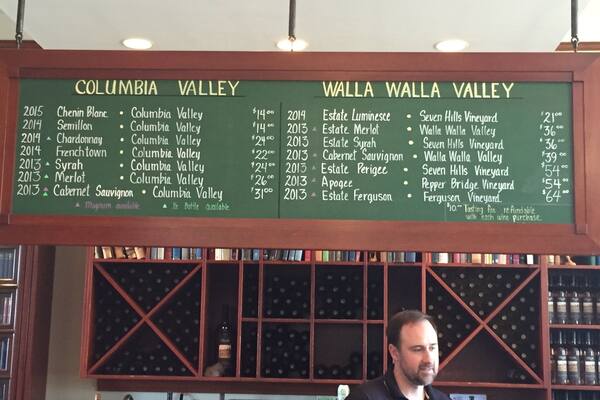 COLUMBIA VALLEY
2015 Chenin Blanc • Columbia Valley $14.00
2014 Semillon • Columbia Valley $14.00
2014 Chardonnay • Columbia Valley $24.00
2014 Frenchtown • Columbia Valley $22.00
2013 Syrah • Columbia Valley $24.00
2013 Merlot • Columbia Valley $26.00
2013 Cabernet Sauvignon • Columbia Valley $31.00
Magnum available ½ Bottle available
WALLA WALLA VALLEY
2014 Estate Luminesce • Seven Hills Vineyard $21.00
2013 Estate Merlot • Walla Walla Valley $36.00
2013 Estate Syrah • Seven Hills Vineyard $36.00
2013 Cabernet Sauvignon • Walla Walla Valley $39.00
2013 Estate Perigee • Seven Hills Vineyard $54.00
2013 Apogee • Pepper Bridge Vineyard $54.00
2013 Estate Ferguson • Ferguson Vineyard $64.00
$10.00 Tasting fee refundable
with each wine purchase.